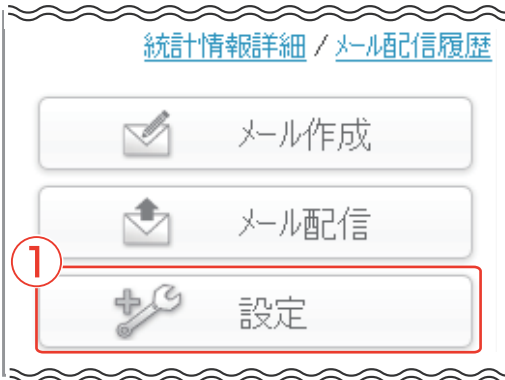 統計情報詳細 / メール配信履歴
メール作成
メール配信
①
設定